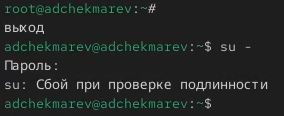 root@adchekmarev:~#
выход
adchekmarev@adchekmarev:~$ su -
Пароль:
su: Сбой при проверке подлинности
adchekmarev@adchekmarev:~$